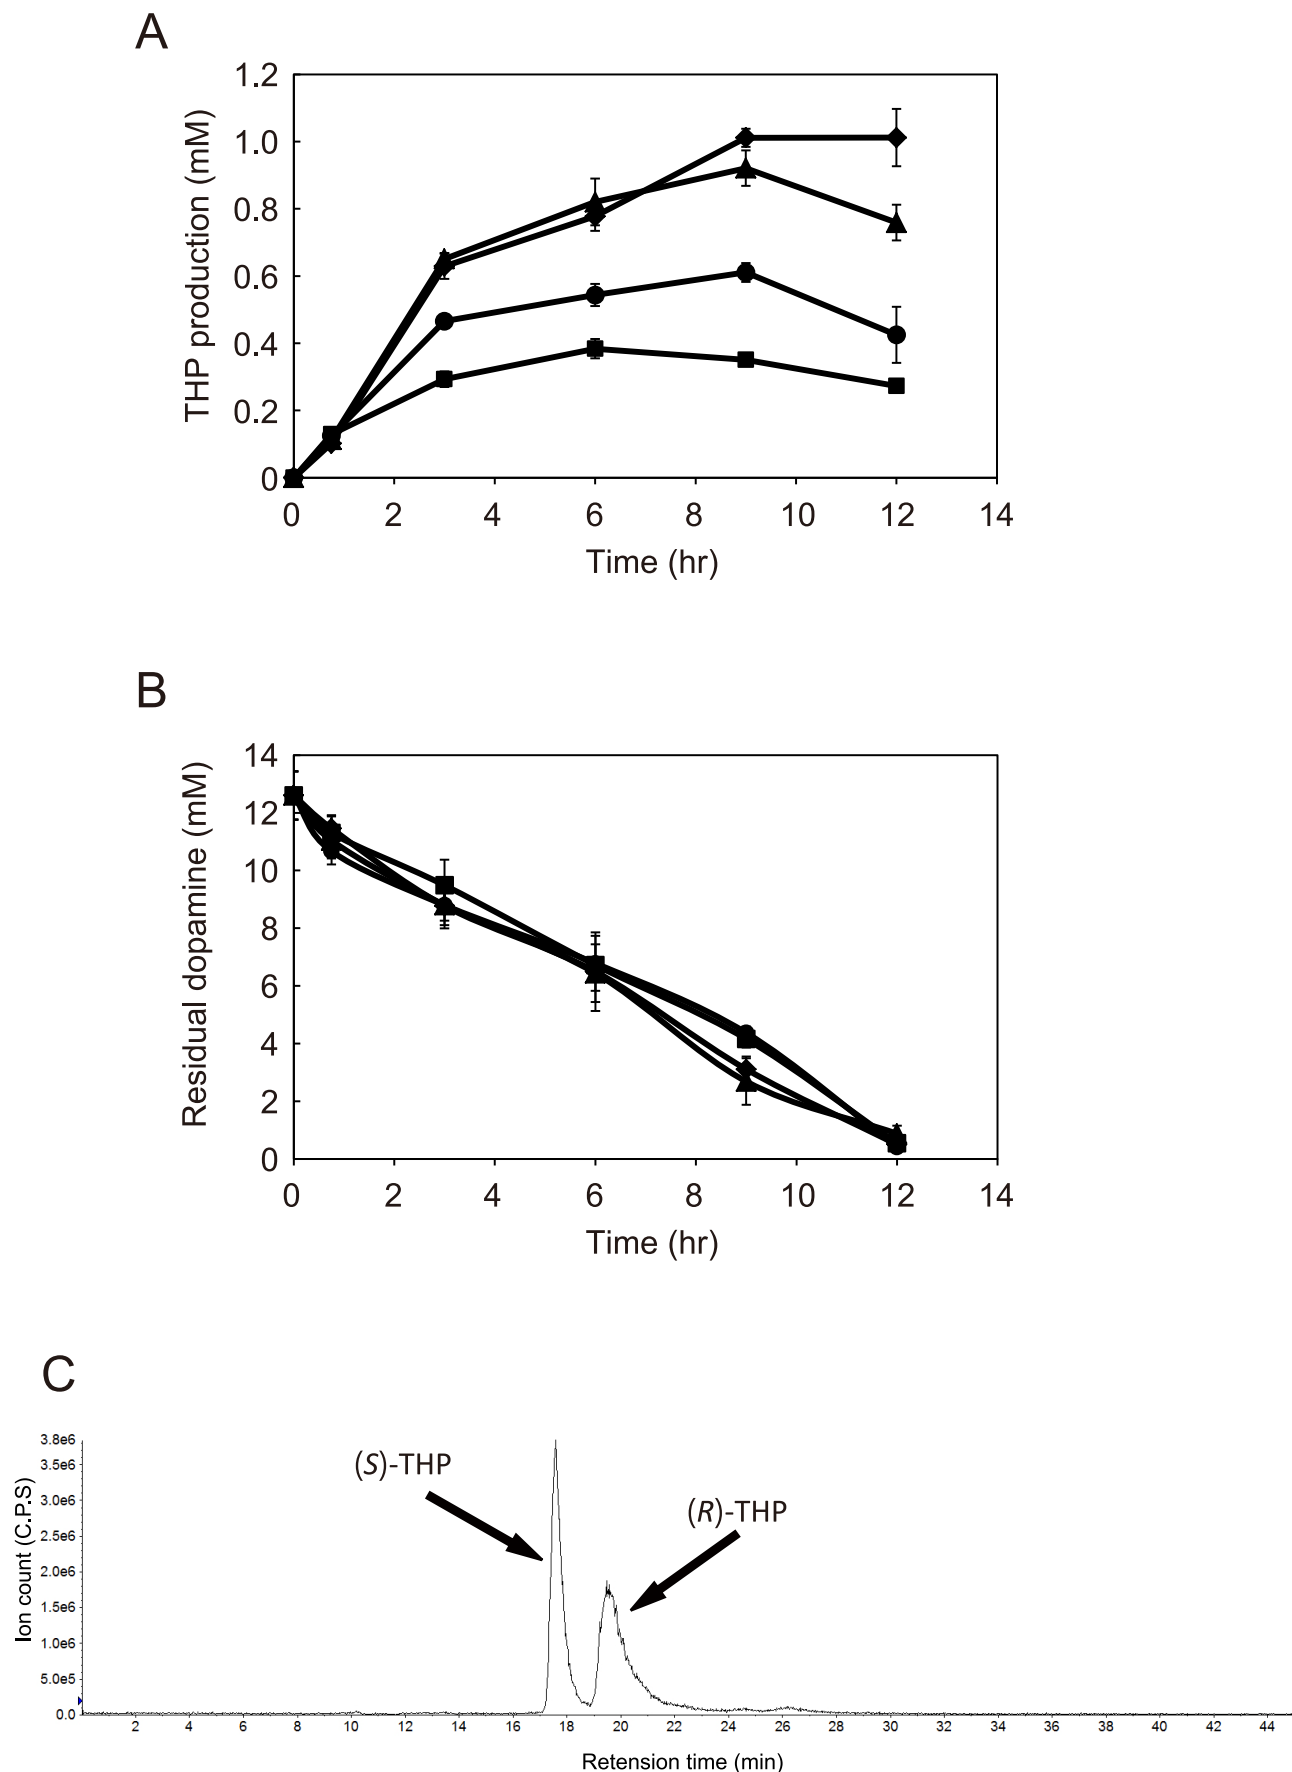 A
1.2
1.0
0.8
0.6
0.4
0.2
0
THP production (mM)
0 2 4 6 8 10 12 14
Time (hr)
B
14
12
10
8
6
4
2
0
Residual dopamine (mM)
0 2 4 6 8 10 12 14
Time (hr)
C
3.8e6
3.5e6
3.0e6
2.5e6
2.0e6
1.5e6
1.0e6
5.0e5
0.0
Ion count (C.P.S)
(S)-THP
(R)-THP
2 4 6 8 10 12 14 16 18 20 22 24 26 28 30 32 34 36 38 40 42 44
Retension time (min)